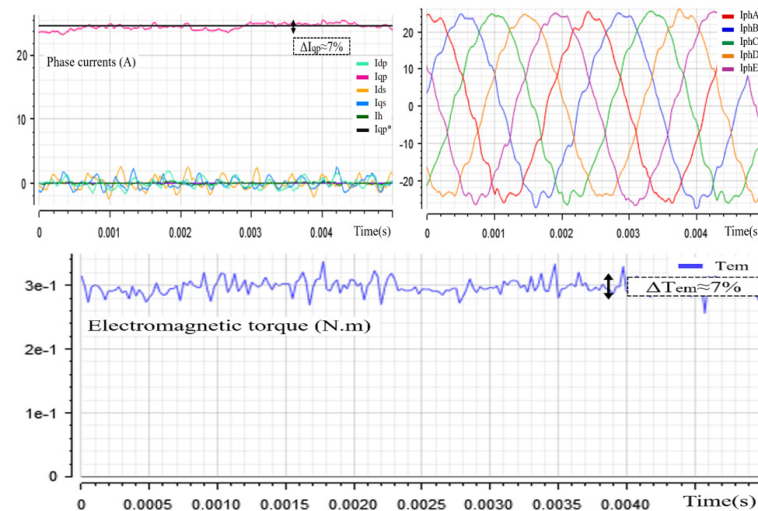 20
10
0
Phase currents (A)
ΔIqp≈7%
Idp
Iqp
Ids
Iqs
Ih
Iqp*
0
0.001
0.002
0.003
0.004
Time(s)
20
10
0
-10
-20
IphA
IphB
IphC
IphD
IphE
0
0.001
0.002
0.003
0.004
Time(s)
3e-1
2e-1
1e-1
0
Tem
ΔTem≈7%
Electromagnetic torque (N.m)
0
0.0005
0.0010
0.0015
0.0020
0.0025
0.0030
0.0035
0.0040
Time(s)